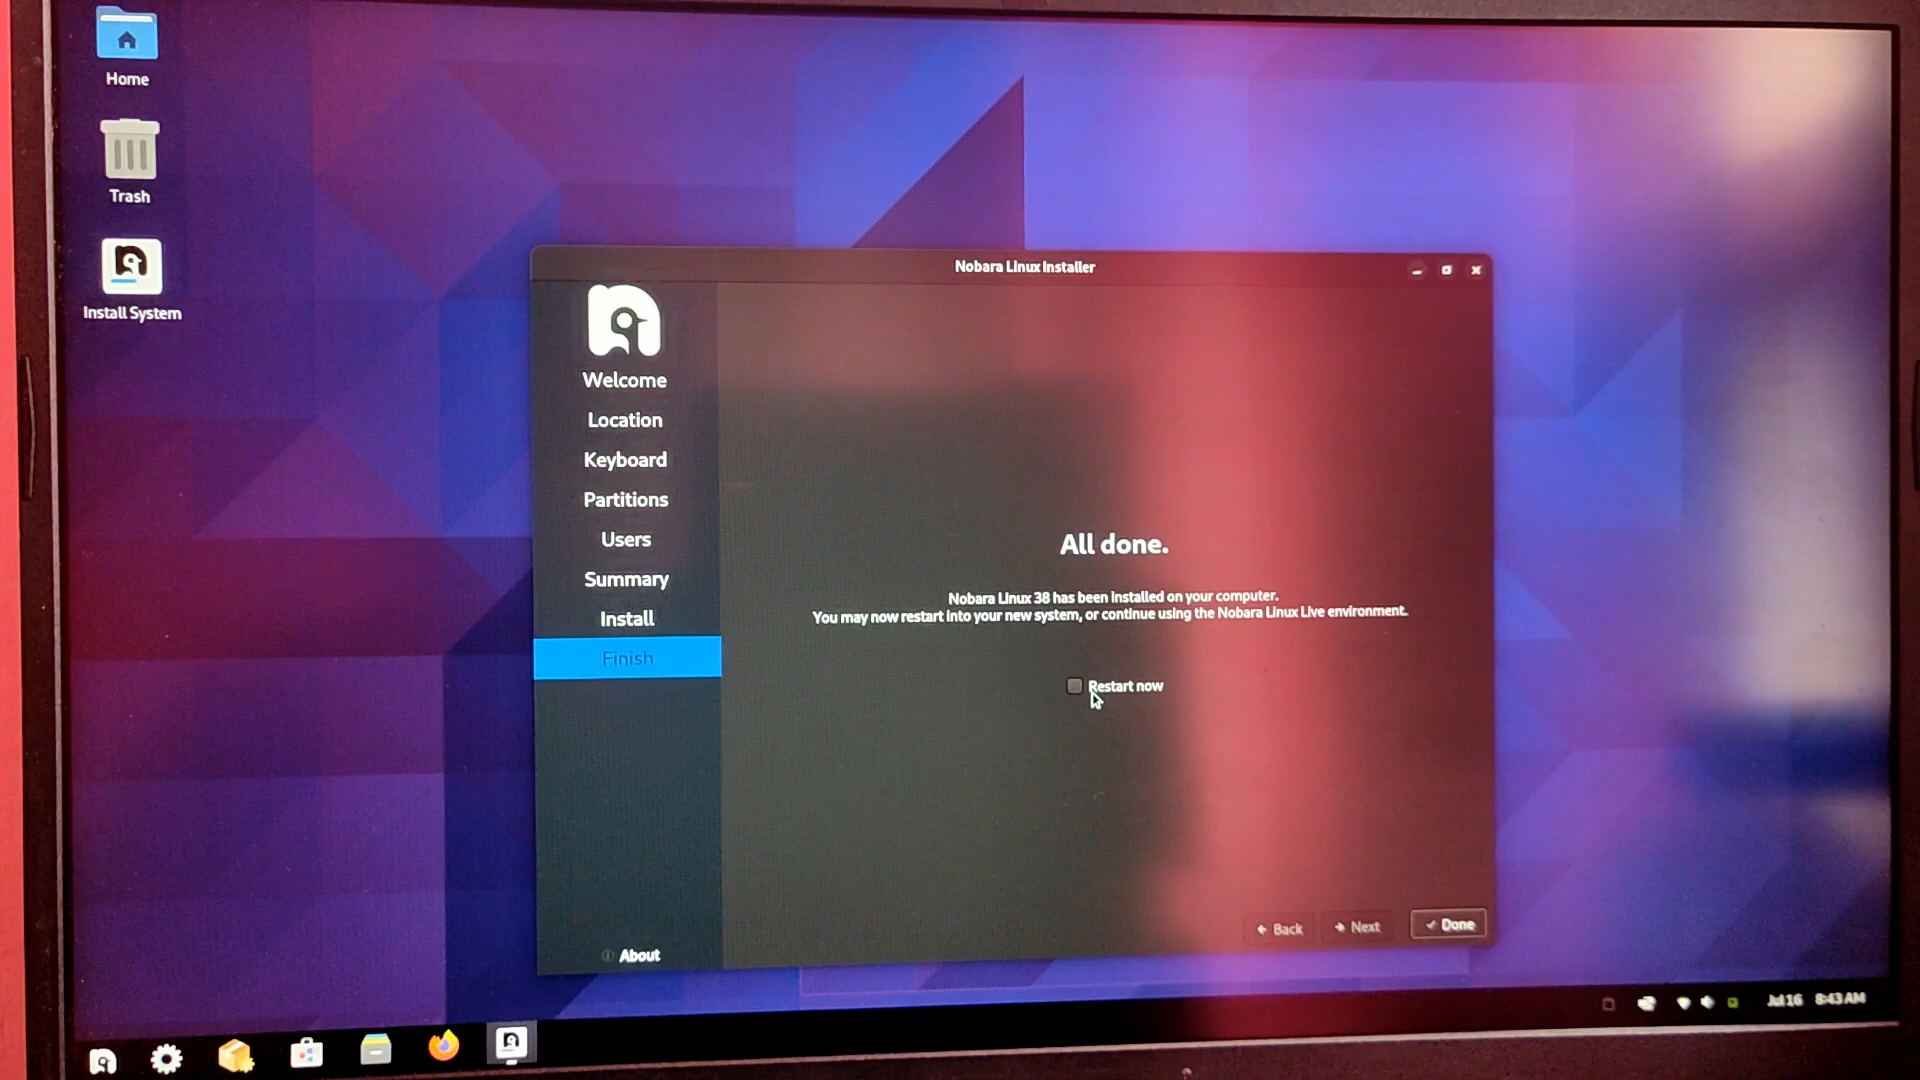 Home
Trash
Install System
Nobara Linux Installer
Welcome
Location
Keyboard
Partitions
Users
Summary
Install
Finish
About
All done.
Nobara Linux 38 has been installed on your computer.
You may now restart into your new system, or continue using the Nobara Linux Live environment.
Restart now
Back
Next
Done
Jul 16 8:43 AM